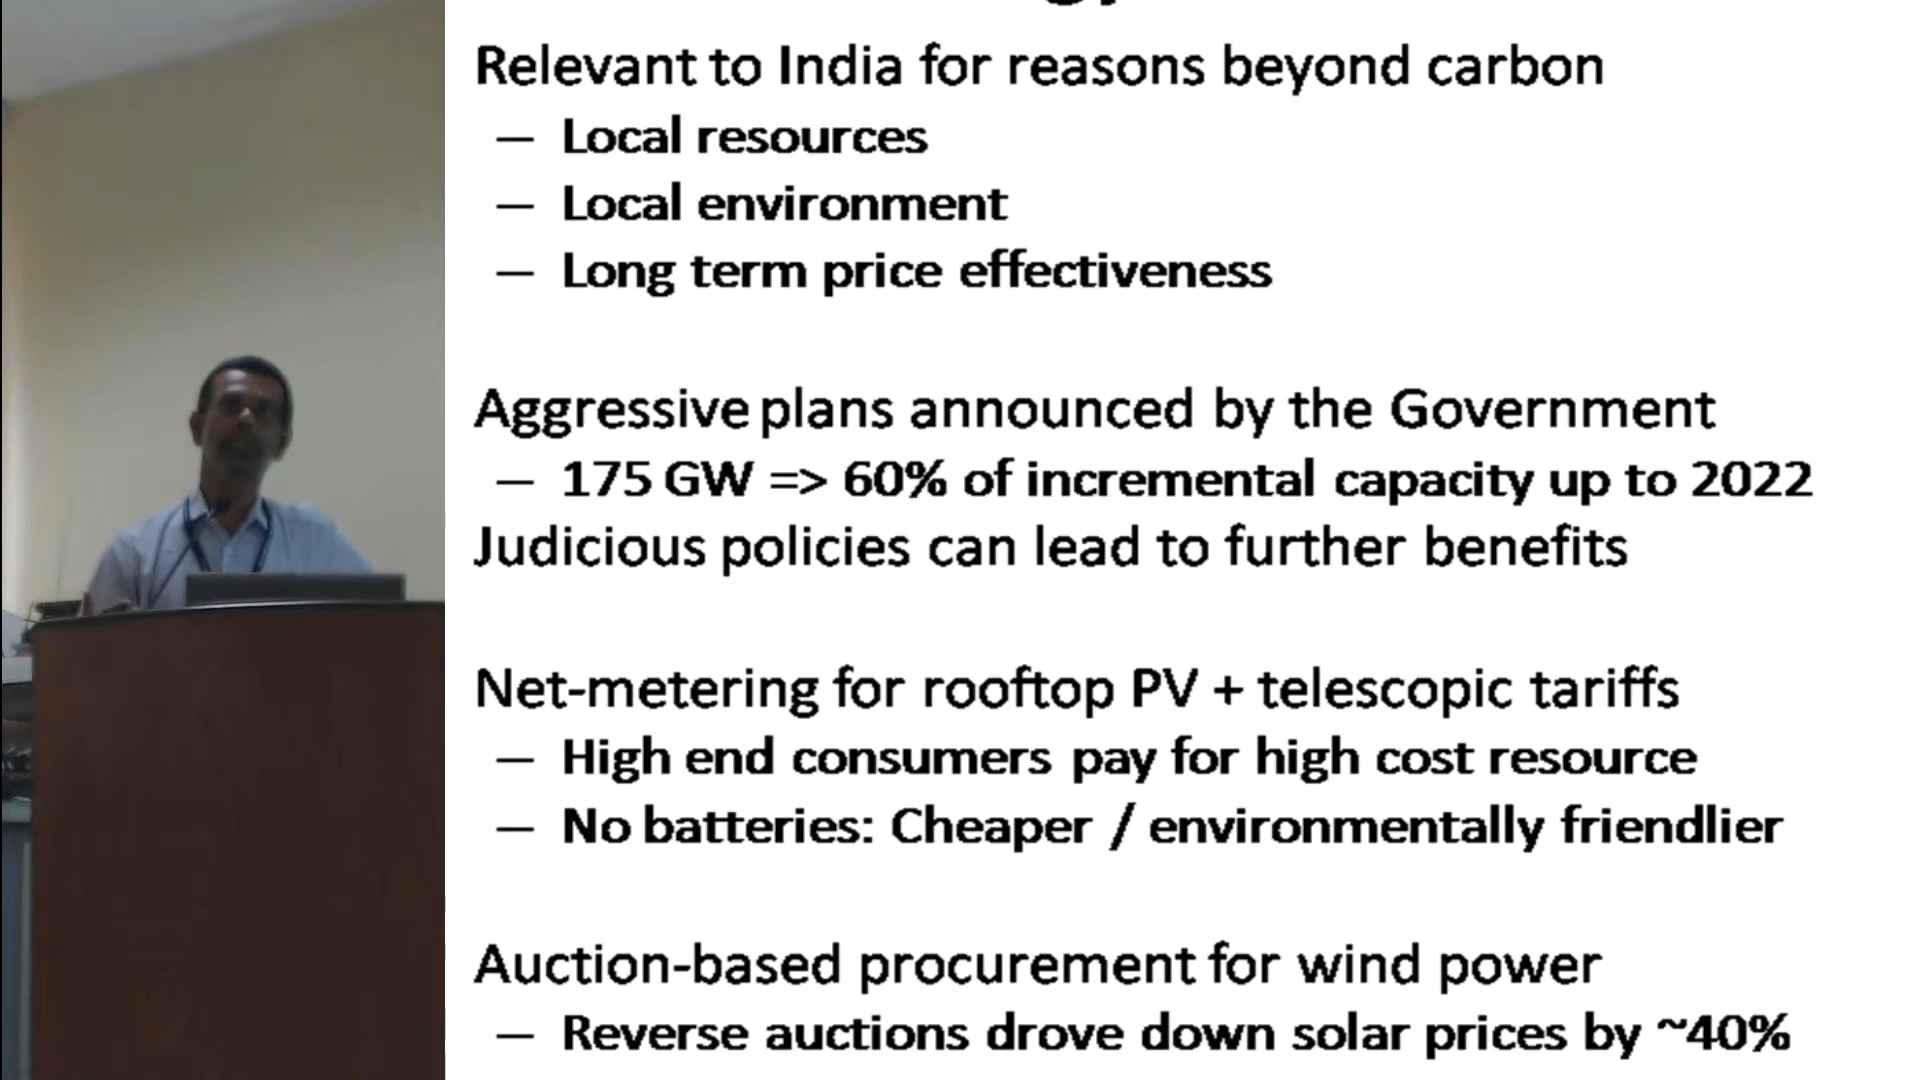 Relevant to India for reasons beyond carbon
— Local resources
— Local environment
— Long term price effectiveness
Aggressive plans announced by the Government
— 175 GW => 60% of incremental capacity up to 2022
Judicious policies can lead to further benefits
Net-metering for rooftop PV + telescopic tariffs
— High end consumers pay for high cost resource
— No batteries: Cheaper / environmentally friendlier
Auction-based procurement for wind power
— Reverse auctions drove down solar prices by ~40%